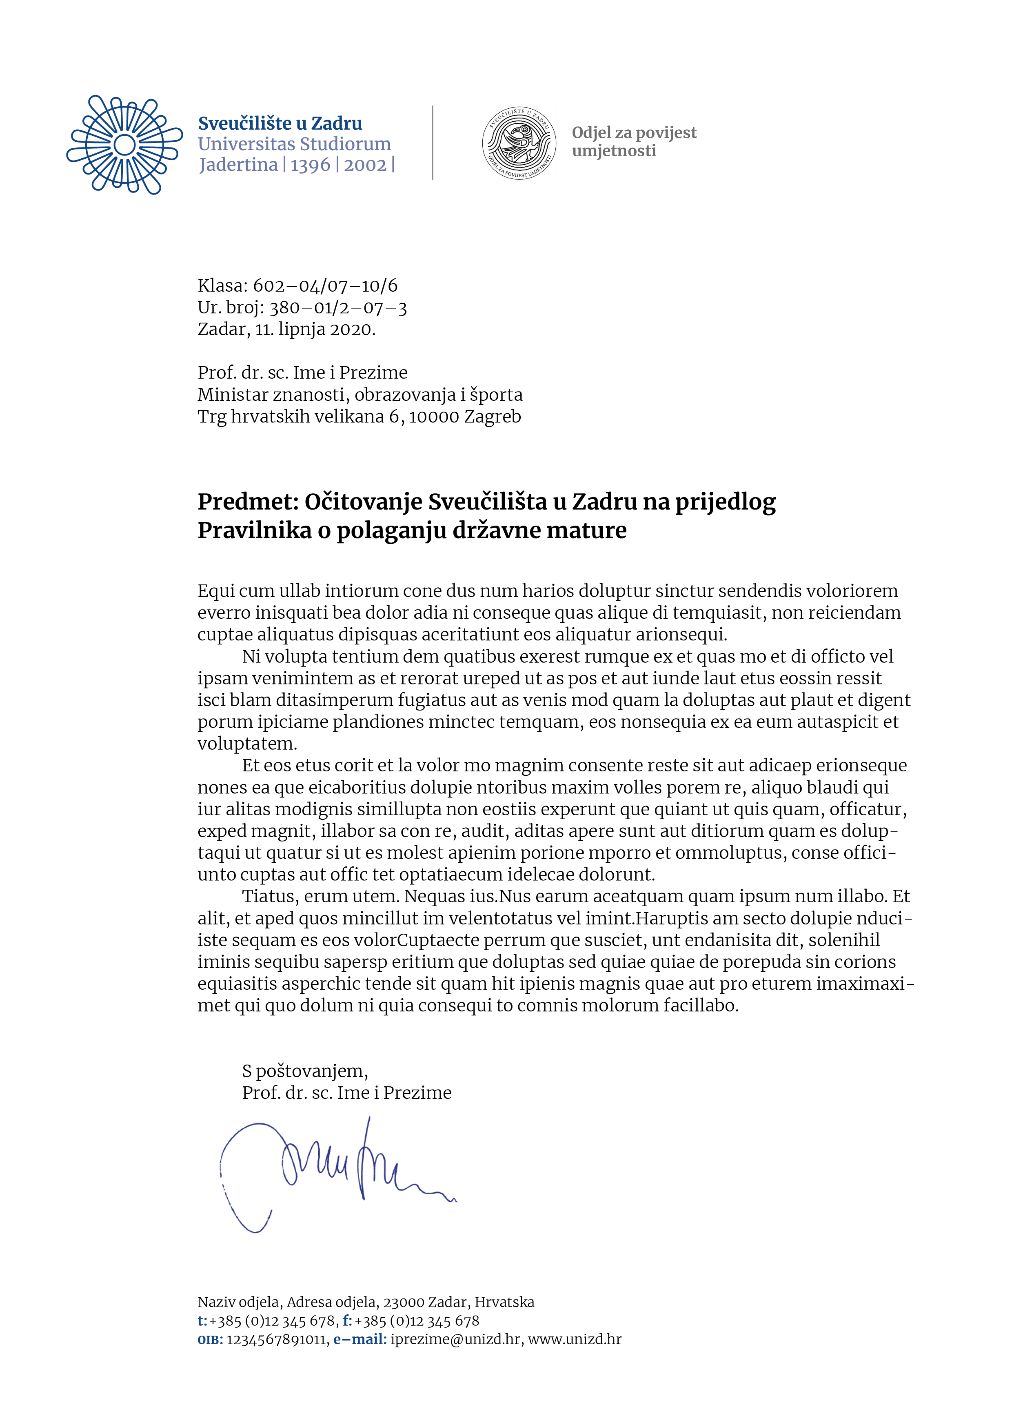 Sveučilište u Zadru
Universitas Studiorum
Jadertina | 1396 | 2002 |
Odjel za povijest
umjetnosti
Klasa: 602–04/07–10/6
Ur. broj: 380–01/2–07–3
Zadar, 11. lipnja 2020.
Prof. dr. sc. Ime i Prezime
Ministar znanosti, obrazovanja i športa
Trg hrvatskih velikana 6, 10000 Zagreb
Predmet: Očitovanje Sveučilišta u Zadru na prijedlog
Pravilnika o polaganju državne mature
Equi cum ullab intiorum cone dus num harios doluptur sinctur sendendis voloriorem
everro inisquati bea dolor adia ni conseque quas alique di temquiasit, non reiciendam
cuptae aliquatus dipisquas aceritatiunt eos aliquatur arionsequi.
Ni volupta tentium dem quatibus exerest rumque ex et quas mo et di officto vel
ipsam venimintem as et rerorat ureped ut as pos et aut iunde laut etus eossin ressit
isci blam ditasimperum fugiatus aut as venis mod quam la doluptas aut plaut et digent
porum ipiciame plandiones minctec temquam, eos nonsequia ex ea eum autaspicit et
voluptatem.
Et eos etus corit et la volor mo magnim consente reste sit aut adicaep erionseque
nones ea que eicaboritius dolupie ntoribus maxim volles porem re, aliquo blaudi qui
iur alitas modignis simillupta non eostiis experunt que quiant ut quis quam, officatur,
exped magnit, illabor sa con re, audit, aditas apere sunt aut ditiorum quam es dolup-
taqui ut quatur si ut es molest apienim porione mporro et ommoluptus, conse offici-
unto cuptas aut offic tet optatiaecum idelecae dolorunt.
Tiatus, erum utem. Nequas ius.Nus earum aceatquam quam ipsum num illabo. Et
alit, et aped quos mincillut im velentotatus vel imint.Haruptis am secto dolupie nduci-
iste sequam es eos volorCuptaecte perrum que susciet, unt endanisita dit, solenihil
iminis sequibu sapersp eritium que doluptas sed quiae quiae de porepuda sin corions
equiasitis asperchic tende sit quam hit ipienis magnis quae aut pro eturem imaximaxi-
met qui quo dolum ni quia consequi to comnis molorum facillabo.
S poštovanjem,
Prof. dr. sc. Ime i Prezime
Naziv odjela, Adresa odjela, 23000 Zadar, Hrvatska
t: +385 (0)12 345 678, f: +385 (0)12 345 678
OIB: 1234567891011, e–mail: iprezime@unizd.hr, www.unizd.hr